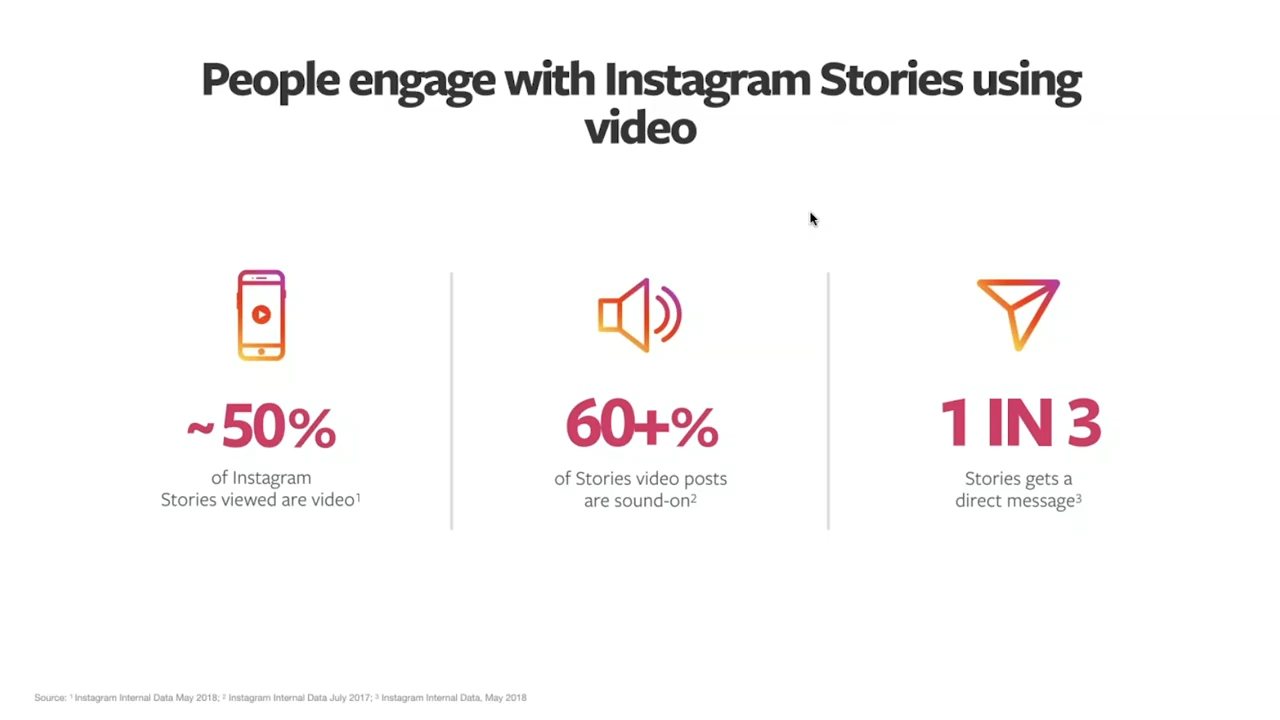 People engage with Instagram Stories using
video
~50%
of Instagram
Stories viewed are video¹
60+%
of Stories video posts
are sound-on²
1 IN 3
Stories gets a
direct message³
Source: ¹ Instagram Internal Data May 2018; ² Instagram Internal Data July 2017; ³ Instagram Internal Data, May 2018